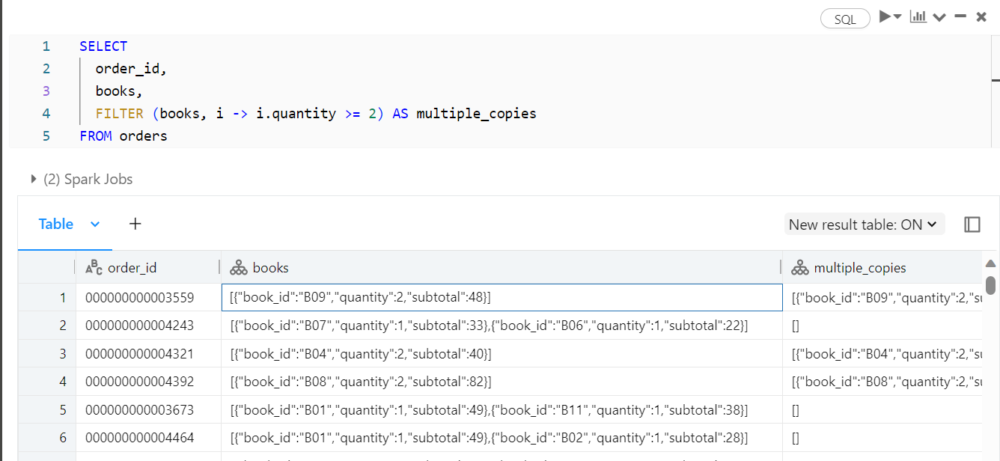 SQL
1 SELECT
2 order_id,
3 books,
4 FILTER (books, i -> i.quantity >= 2) AS multiple_copies
5 FROM orders
(2) Spark Jobs
Table + New result table: ON
ABC order_id books multiple_copies
1 000000000003559 [{"book_id":"B09","quantity":2,"subtotal":48}] [{"book_id":"B09","quantity":2,"su
2 000000000004243 [{"book_id":"B07","quantity":1,"subtotal":33},{"book_id":"B06","quantity":1,"subtotal":22}] []
3 000000000004321 [{"book_id":"B04","quantity":2,"subtotal":40}] [{"book_id":"B04","quantity":2,"su
4 000000000004392 [{"book_id":"B08","quantity":2,"subtotal":82}] [{"book_id":"B08","quantity":2,"su
5 000000000003673 [{"book_id":"B01","quantity":1,"subtotal":49},{"book_id":"B11","quantity":1,"subtotal":38}] []
6 000000000004464 [{"book_id":"B01","quantity":1,"subtotal":49},{"book_id":"B02","quantity":1,"subtotal":28}] []